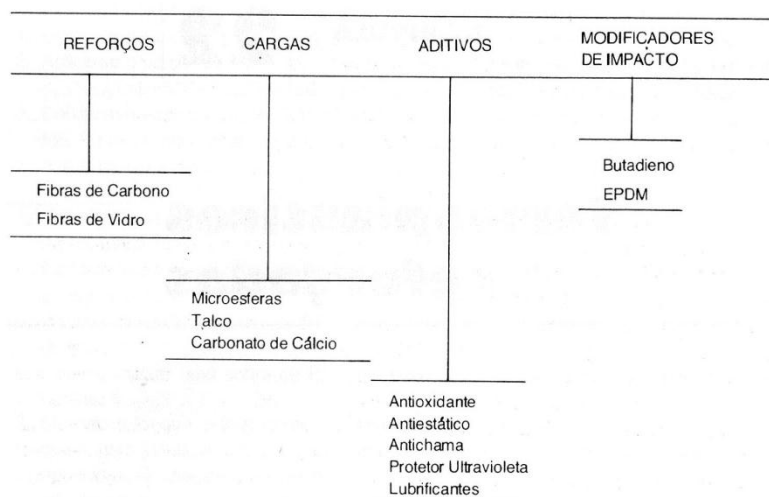 REFORÇOS
CARGAS
ADITIVOS
MODIFICADORES
DE IMPACTO
Fibras de Carbono
Fibras de Vidro
Microesferas
Talco
Carbonato de Cálcio
Antioxidante
Antiestático
Antichama
Protetor Ultravioleta
Lubrificantes
Butadieno
EPDM